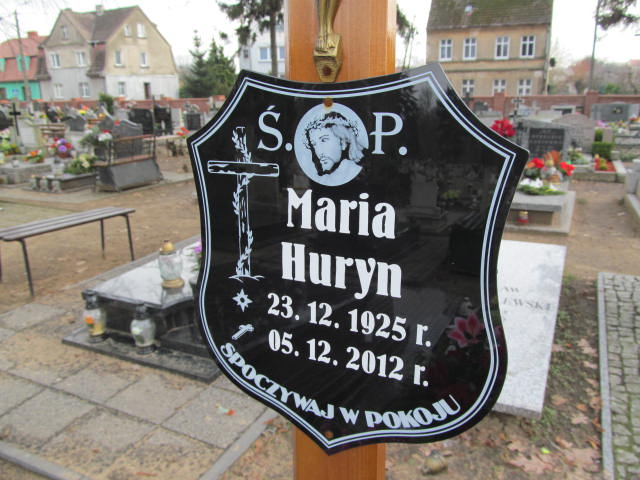 Ś. P.
Maria
Huryn
23. 12. 1925 r.
05. 12. 2012 r.
SPOCZYWAJ W POKOJU